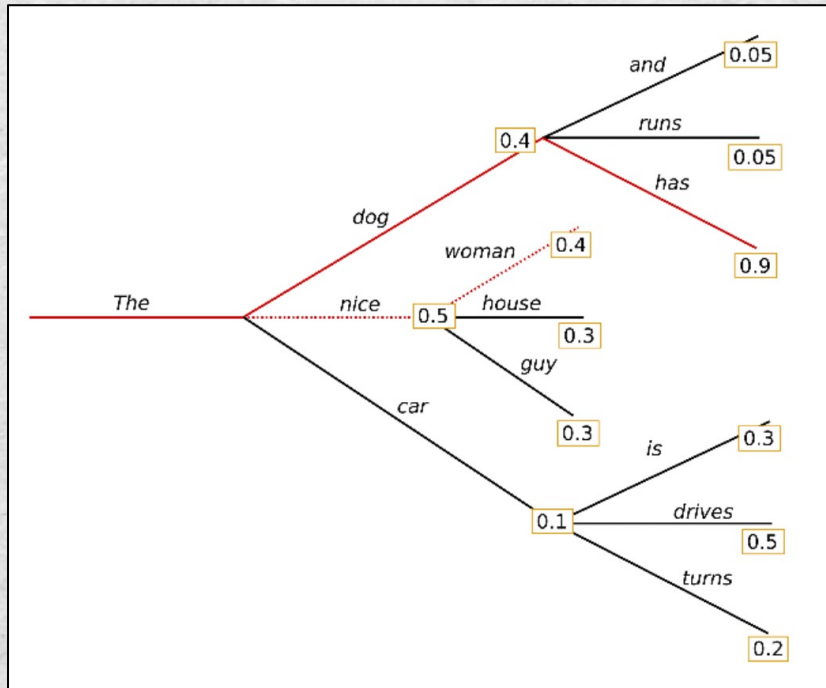 and
0.05
runs
0.4
0.05
has
dog
woman
0.4
0.9
The
nice
0.5
house
0.3
guy
car
0.3
is
0.3
0.1
drives
0.5
turns
0.2